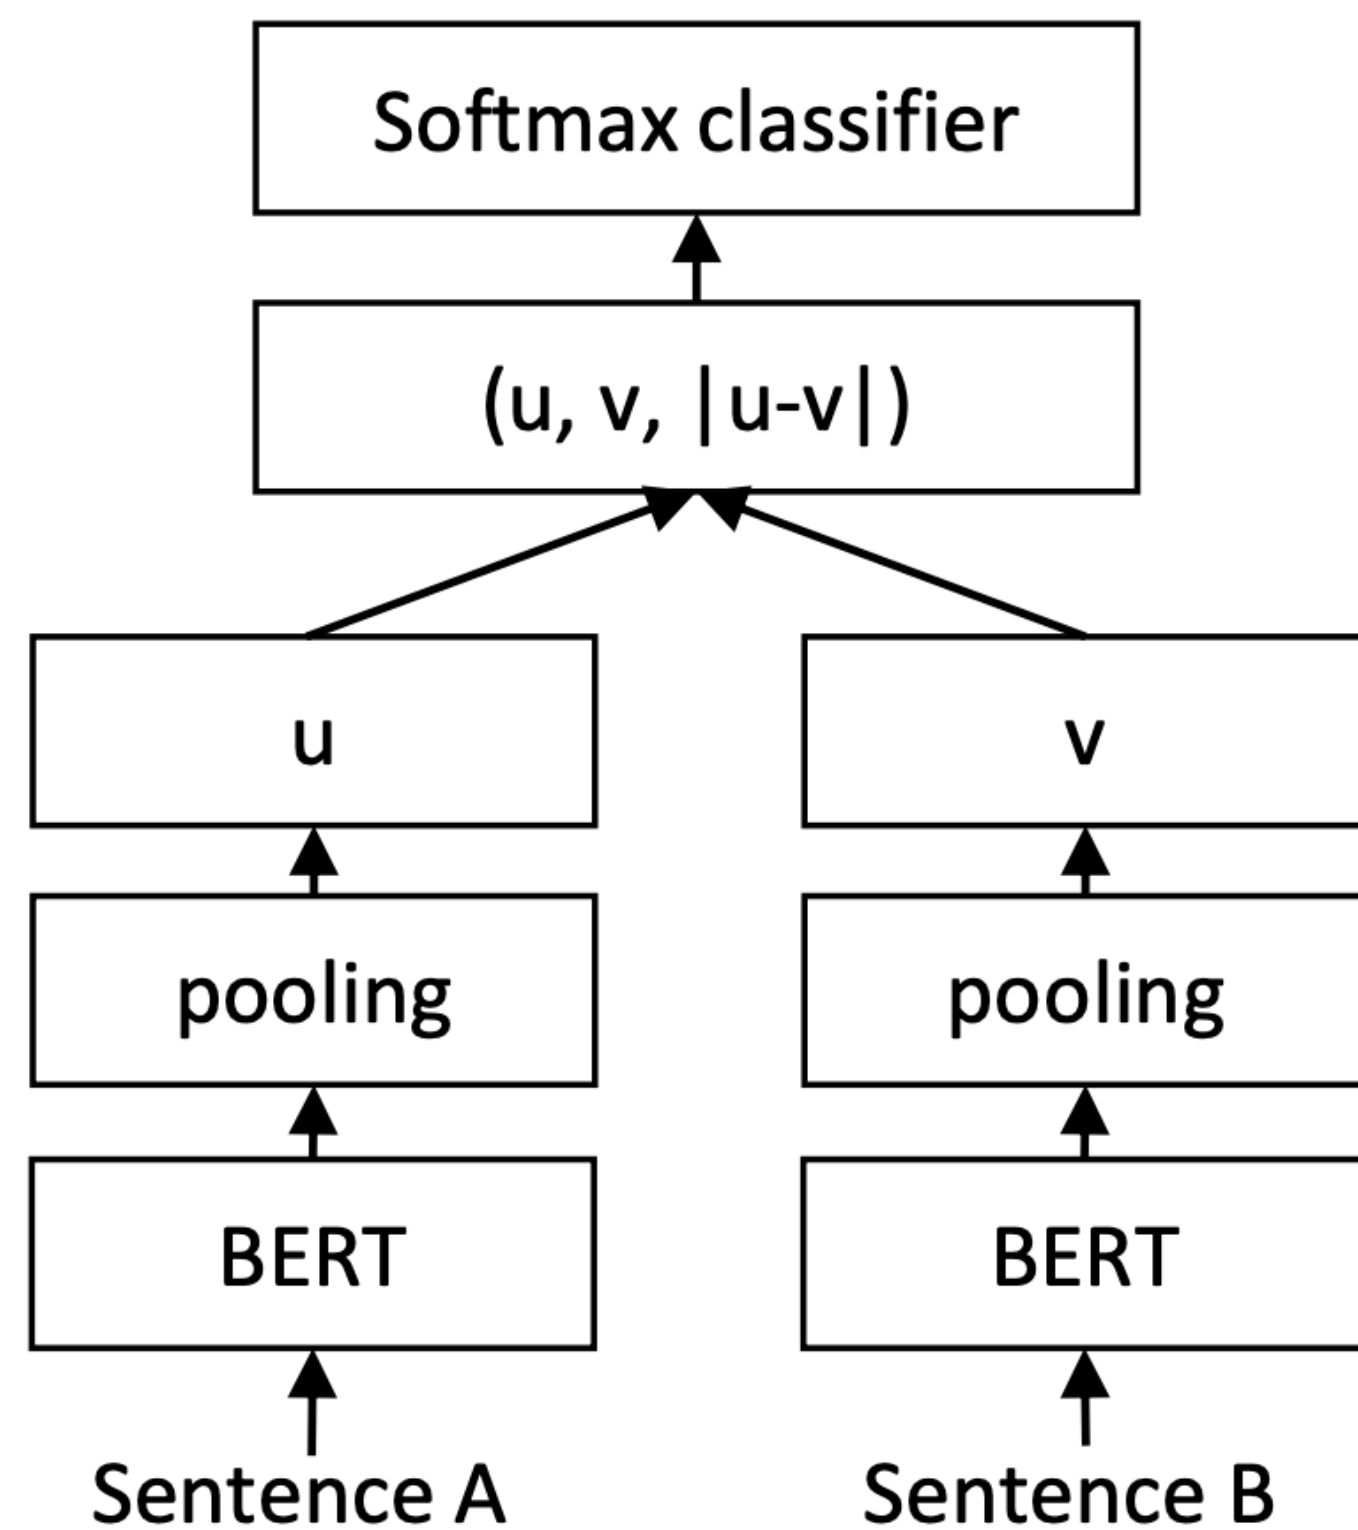 Softmax classifier
(u, v, |u-v|)
u
v
pooling
pooling
BERT
BERT
Sentence A
Sentence B